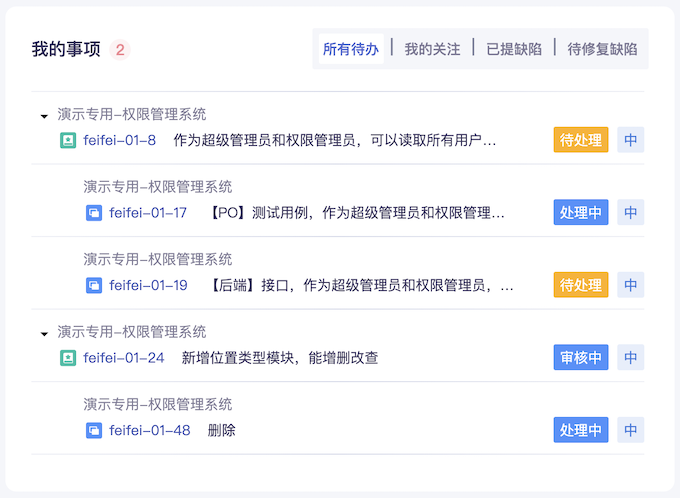 我的事项 2 所有待办 | 我的关注 | 已提缺陷 | 待修复缺陷
演示专用-权限管理系统
feifei-01-8 作为超级管理员和权限管理员，可以读取所有用户... 待处理 中
演示专用-权限管理系统
feifei-01-17 【PO】测试用例，作为超级管理员和权限管理... 处理中 中
演示专用-权限管理系统
feifei-01-19 【后端】接口，作为超级管理员和权限管理员，... 待处理 中
演示专用-权限管理系统
feifei-01-24 新增位置类型模块，能增删改查 审核中 中
演示专用-权限管理系统
feifei-01-48 删除 处理中 中